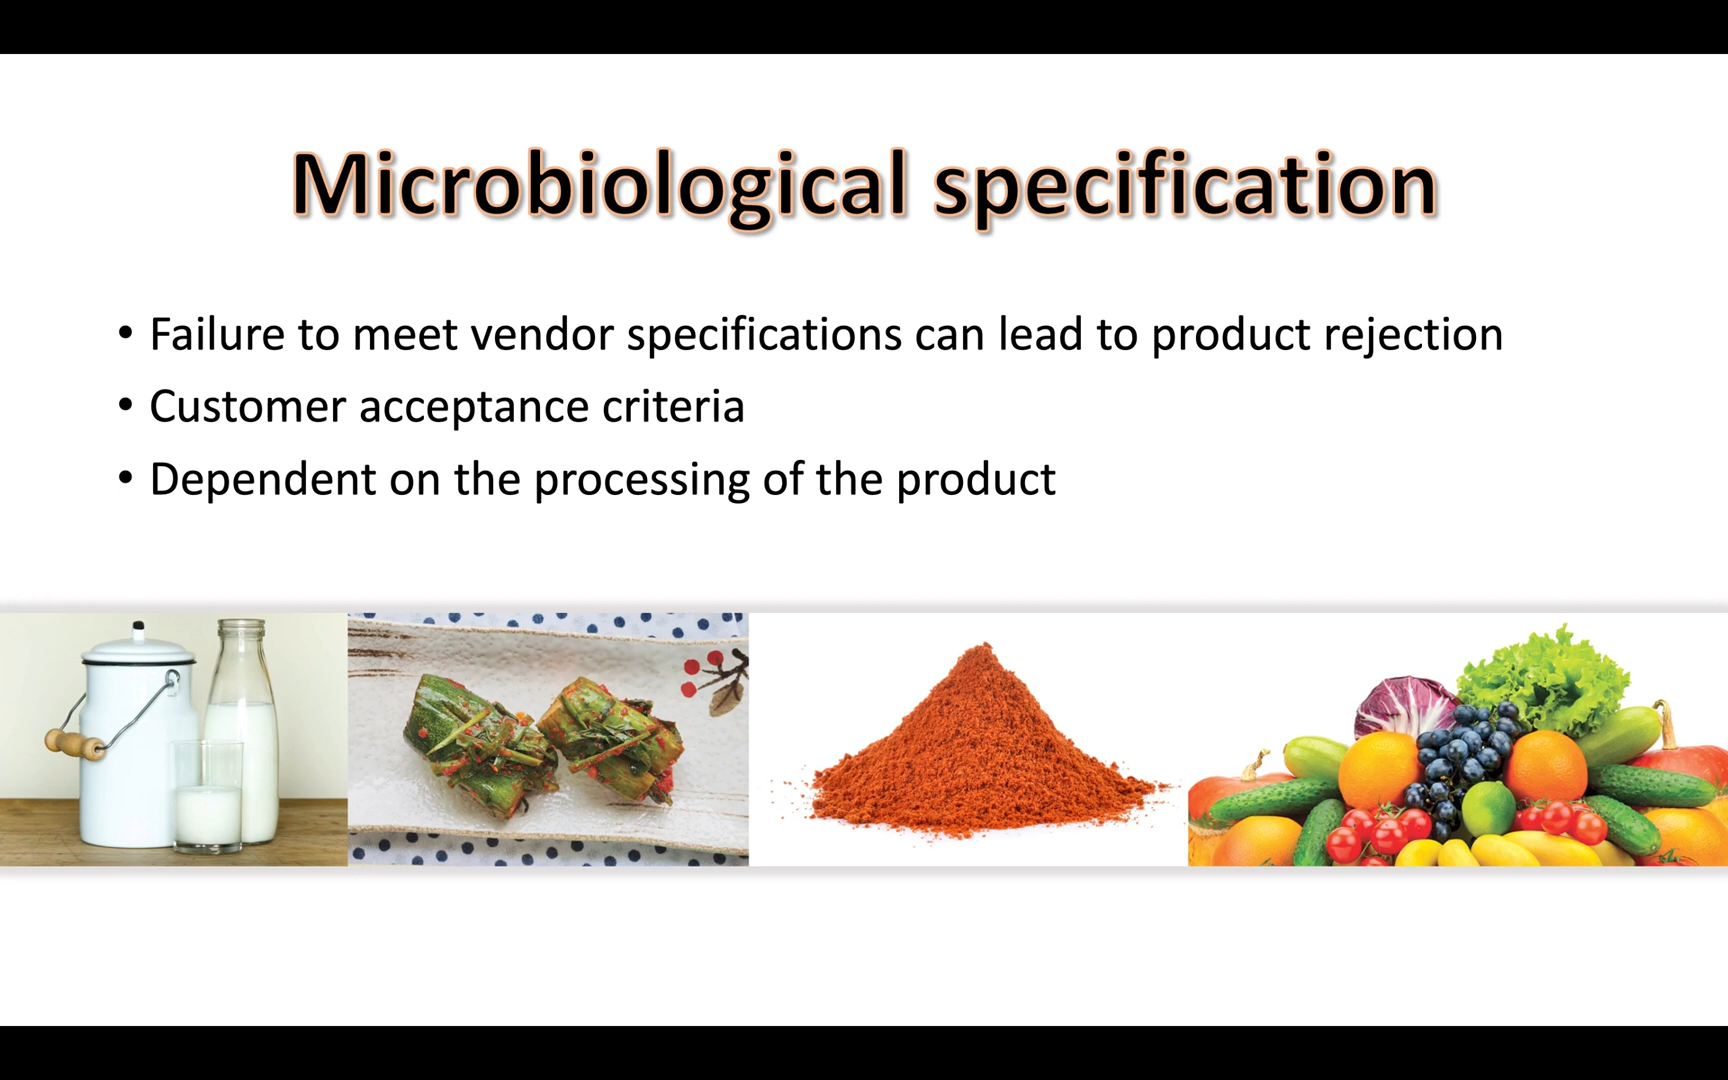 Microbiological specification
• Failure to meet vendor specifications can lead to product rejection
• Customer acceptance criteria
• Dependent on the processing of the product